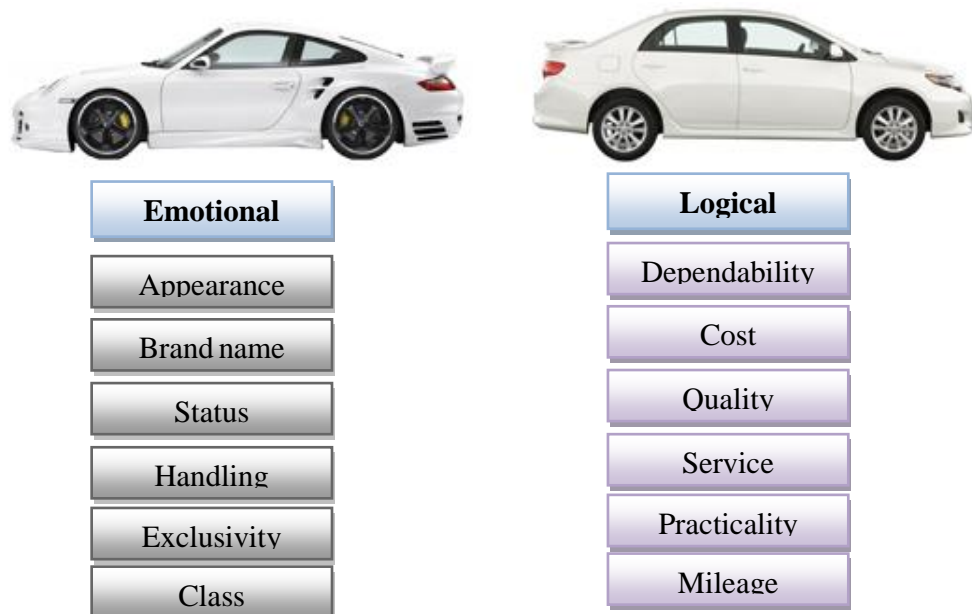 Emotional
Appearance
Brand name
Status
Handling
Exclusivity
Class
Logical
Dependability
Cost
Quality
Service
Practicality
Mileage